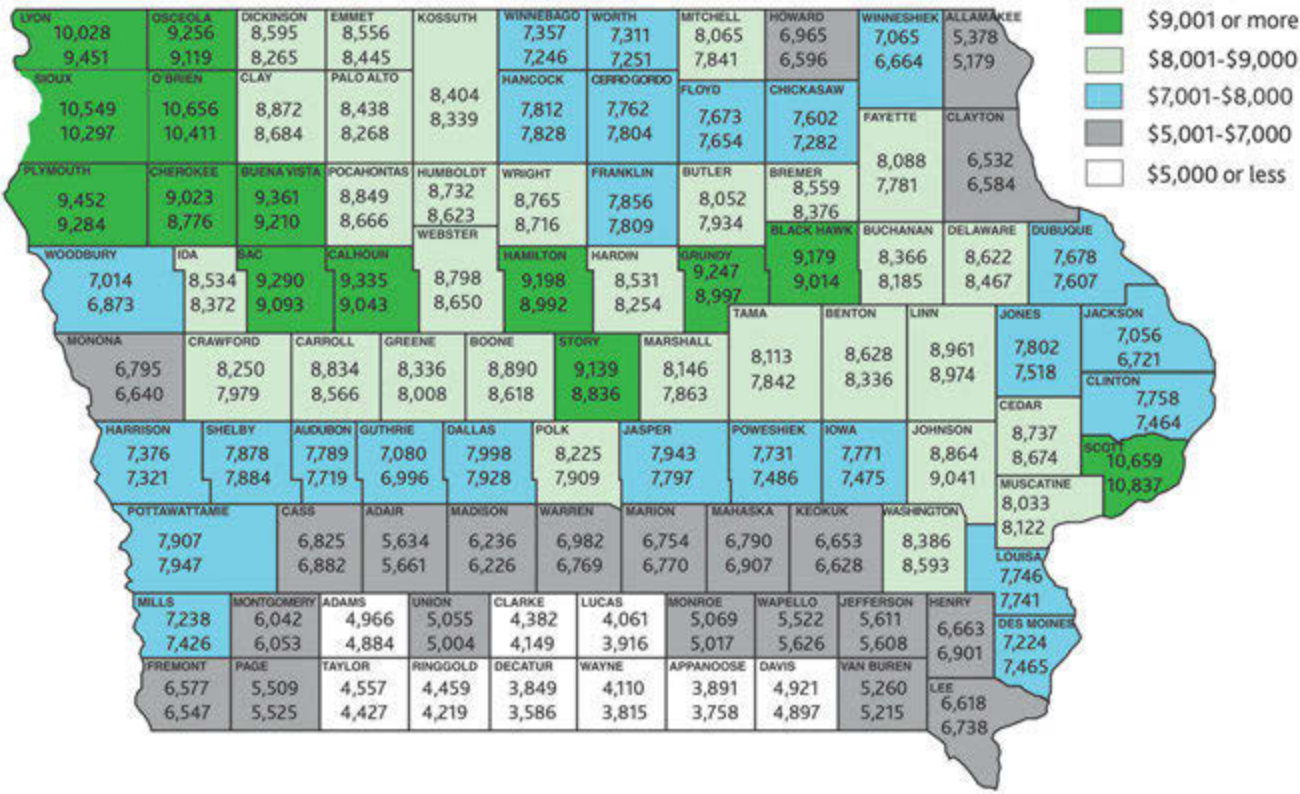 LYON
10,028
9,451
OSCEOLA
9,256
9,119
DICKINSON
8,595
8,265
EMMET
8,556
8,445
KOSSUTH
8,404
8,339
WINNEBAGO
7,357
7,246
WORTH
7,311
7,251
MITCHELL
8,065
7,841
HOWARD
6,965
6,596
WINNESHIEK
7,065
6,664
ALLAMAKEE
5,378
5,179
$9,001 or more
$8,001-$9,000
$7,001-$8,000
$5,001-$7,000
$5,000 or less
SIOUX
10,549
10,297
O'BRIEN
10,656
10,411
CLAY
8,872
8,684
PALO ALTO
8,438
8,268
HANCOCK
7,812
7,828
CERRO GORDO
7,762
7,804
FLOYD
7,673
7,654
CHICKASAW
7,602
7,282
FAYETTE
8,088
7,781
CLAYTON
6,532
6,584
PLYMOUTH
9,452
9,284
CHEROKEE
9,023
8,776
BUENA VISTA
9,361
9,210
POCAHONTAS
8,849
8,666
HUMBOLDT
8,732
8,623
WRIGHT
8,765
8,716
FRANKLIN
7,856
7,809
BUTLER
8,052
7,934
BREMER
8,559
8,376
WOODBURY
7,014
6,873
IDA
8,534
8,372
SAC
9,290
9,093
CALHOUN
9,335
9,043
WEBSTER
8,798
8,650
HAMILTON
9,198
8,992
HARDIN
8,531
8,254
GRUNDY
9,247
8,997
BLACK HAWK
9,179
9,014
BUCHANAN
8,366
8,185
DELAWARE
8,622
8,467
DUBUQUE
7,678
7,607
MONONA
6,795
6,640
CRAWFORD
8,250
7,979
CARROLL
8,834
8,566
GREENE
8,336
8,008
BOONE
8,890
8,618
STORY
9,139
8,836
MARSHALL
8,146
7,863
TAMA
8,113
7,842
BENTON
8,628
8,336
LINN
8,961
8,974
JONES
7,802
7,518
JACKSON
7,056
6,721
CLINTON
7,758
7,464
CEDAR
8,737
8,674
HARRISON
7,376
7,321
SHELBY
7,878
7,884
AUDUBON
7,789
7,719
GUTHRIE
7,080
6,996
DALLAS
7,998
7,928
POLK
8,225
7,909
JASPER
7,943
7,797
POWESHIEK
7,731
7,486
IOWA
7,771
7,475
JOHNSON
8,864
9,041
SCOTT
10,659
10,837
MUSCATINE
8,033
8,122
POTTAWATTAMIE
7,907
7,947
CASS
6,825
6,882
ADAIR
5,634
5,661
MADISON
6,236
6,226
WARREN
6,982
6,769
MARION
6,754
6,770
MAHASKA
6,790
6,907
KEOKUK
6,653
6,628
WASHINGTON
8,386
8,593
LOUISA
7,746
7,741
MILLS
7,238
7,426
MONTGOMERY
6,042
6,053
ADAMS
4,966
4,884
UNION
5,055
5,004
CLARKE
4,382
4,149
LUCAS
4,061
3,916
MONROE
5,069
5,017
WAPELLO
5,522
5,626
JEFFERSON
5,611
5,608
HENRY
6,663
6,901
DES MOINES
7,224
7,465
FREMONT
6,577
6,547
PAGE
5,509
5,525
TAYLOR
4,557
4,427
RINGGOLD
4,459
4,219
DECATUR
3,849
3,586
WAYNE
4,110
3,815
APPANOOSE
3,891
3,758
DAVIS
4,921
4,897
VAN BUREN
5,260
5,215
LEE
6,618
6,738